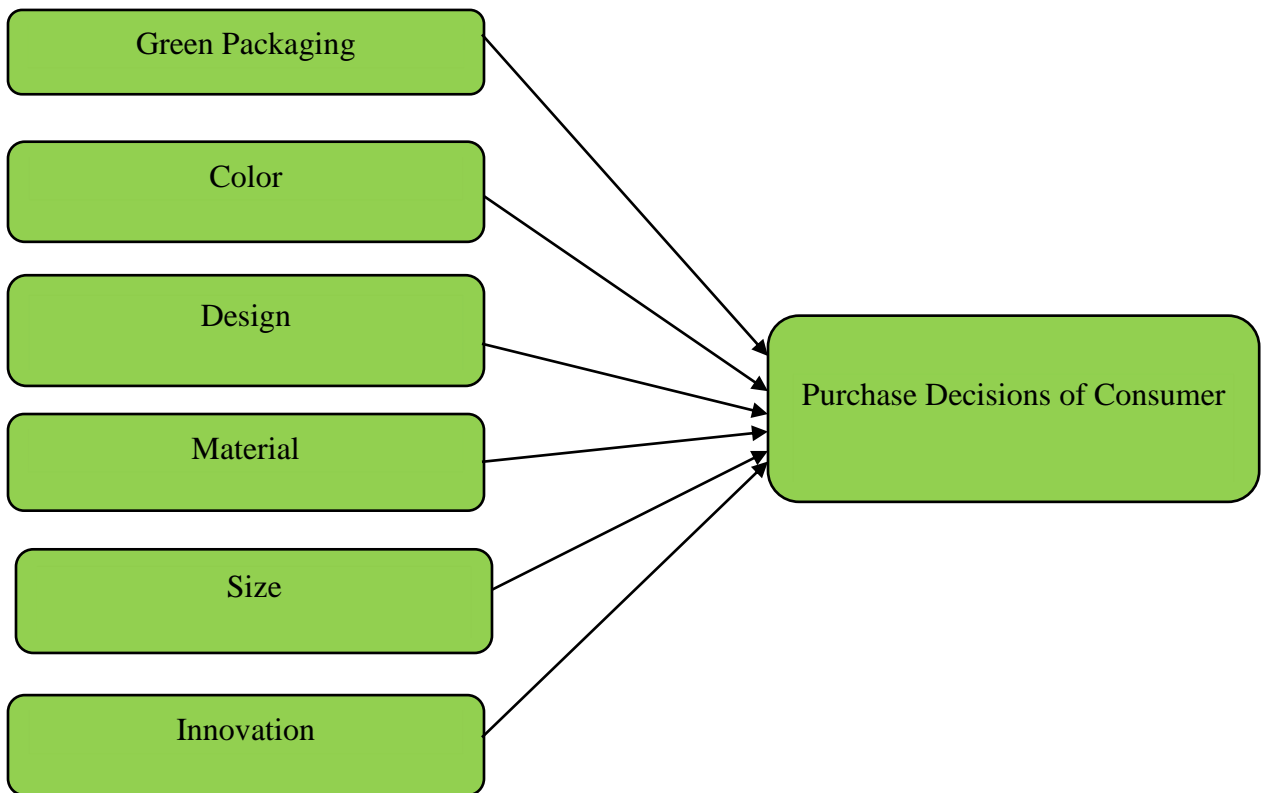 Green Packaging
Color
Design
Material
Size
Innovation
Purchase Decisions of Consumer